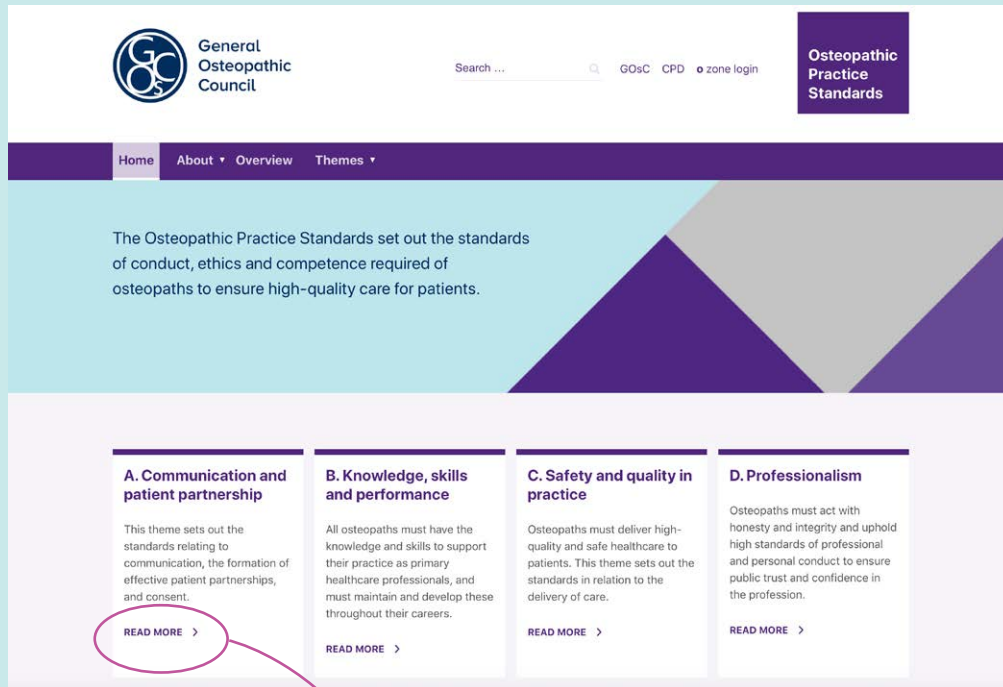 General
Osteopathic
Council
GOsC
Search ...
GOsC CPD o zone login
Osteopathic
Practice
Standards
Home About ▾ Overview Themes ▾
The Osteopathic Practice Standards set out the standards
of conduct, ethics and competence required of
osteopaths to ensure high-quality care for patients.
A. Communication and
patient partnership
This theme sets out the
standards relating to
communication, the formation of
effective patient partnerships,
and consent.
READ MORE >
B. Knowledge, skills
and performance
All osteopaths must have the
knowledge and skills to support
their practice as primary
healthcare professionals, and
must maintain and develop these
throughout their careers.
READ MORE >
C. Safety and quality in
practice
Osteopaths must deliver high-
quality and safe healthcare to
patients. This theme sets out the
standards in relation to the
delivery of care.
READ MORE >
D. Professionalism
Osteopaths must act with
honesty and integrity and uphold
high standards of professional
and personal conduct to ensure
public trust and confidence in
the profession.
READ MORE >